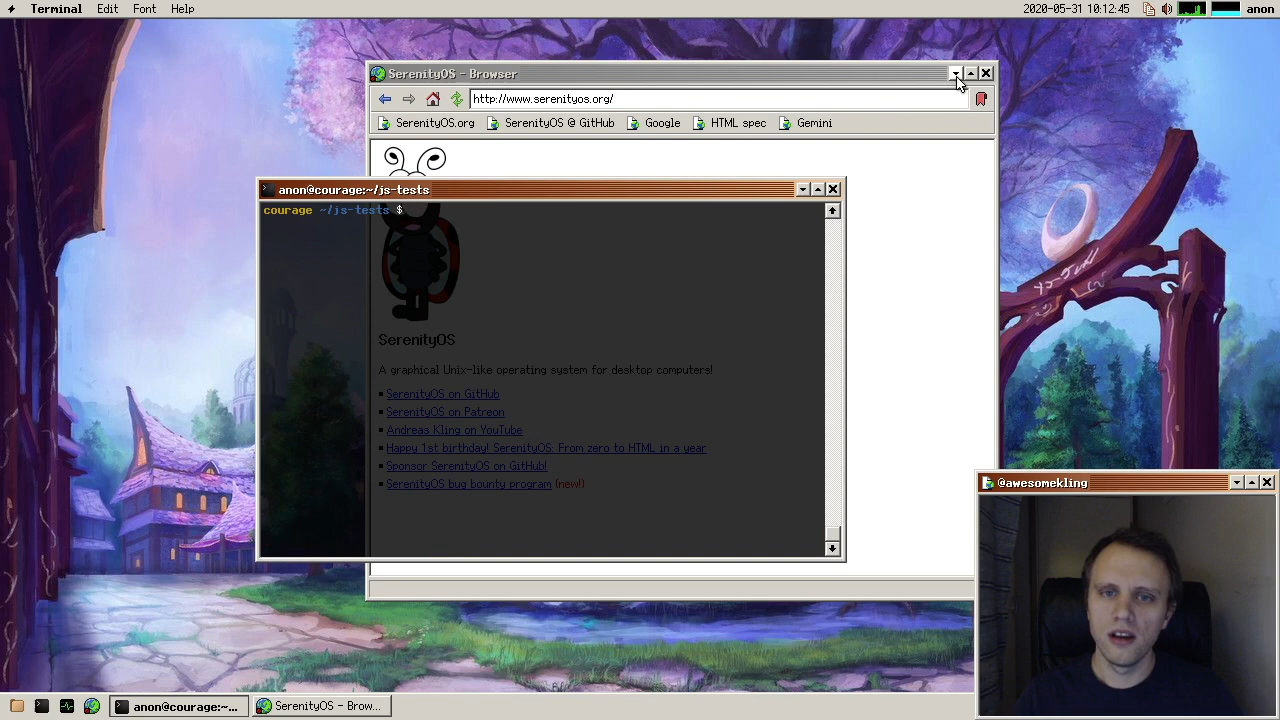 Terminal Edit Font Help
2020-05-31 10:12:45 anon
SerenityOS - Browser
http://www.serenityos.org/
SerenityOS.org SerenityOS @ GitHub Google HTML spec Gemini
anon@courage:~/js-tests
courage ~/js-tests $
SerenityOS
A graphical Unix-like operating system for desktop computers!
SerenityOS on GitHub
SerenityOS on Patreon
Andreas Kling on YouTube
Happy 1st birthday! SerenityOS: From zero to HTML in a year
Sponsor SerenityOS on GitHub!
SerenityOS bug bounty program (new!)
@awesomekling
anon@courage:~... SerenityOS - Brow...